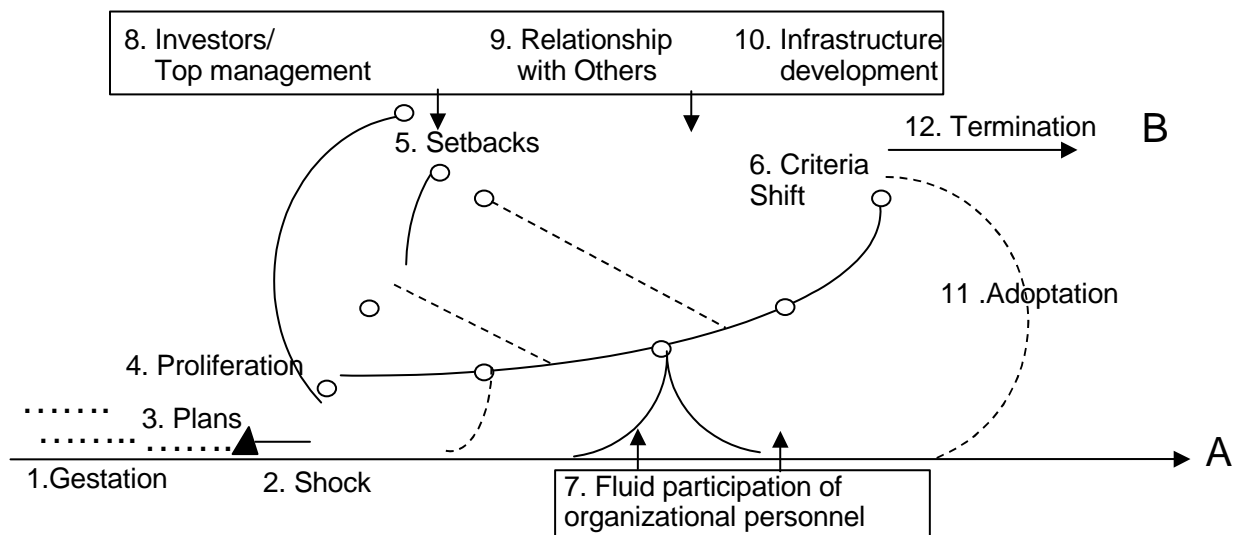 8. Investors/
Top management
9. Relationship
with Others
10. Infrastructure
development
5. Setbacks
12. Termination
B
6. Criteria
Shift
11 .Adoptation
4. Proliferation
3. Plans
A
1.Gestation
2. Shock
7. Fluid participation of
organizational personnel